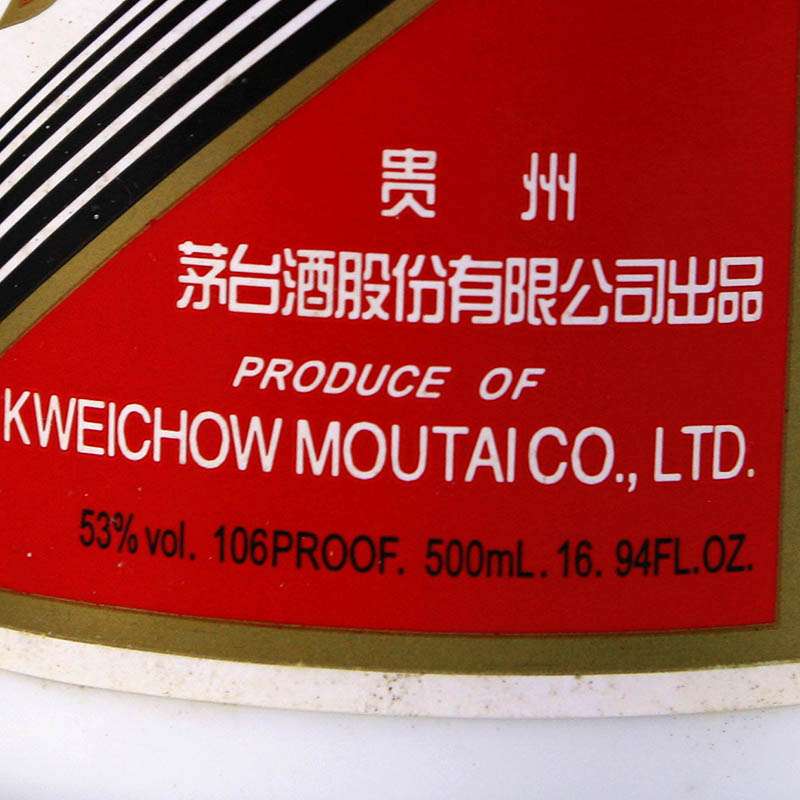 贵 州
茅台酒股份有限公司出品
PRODUCE OF
KWEICHOW MOUTAI CO., LTD.
53% vol. 106PROOF. 500mL. 16. 94FL.OZ.